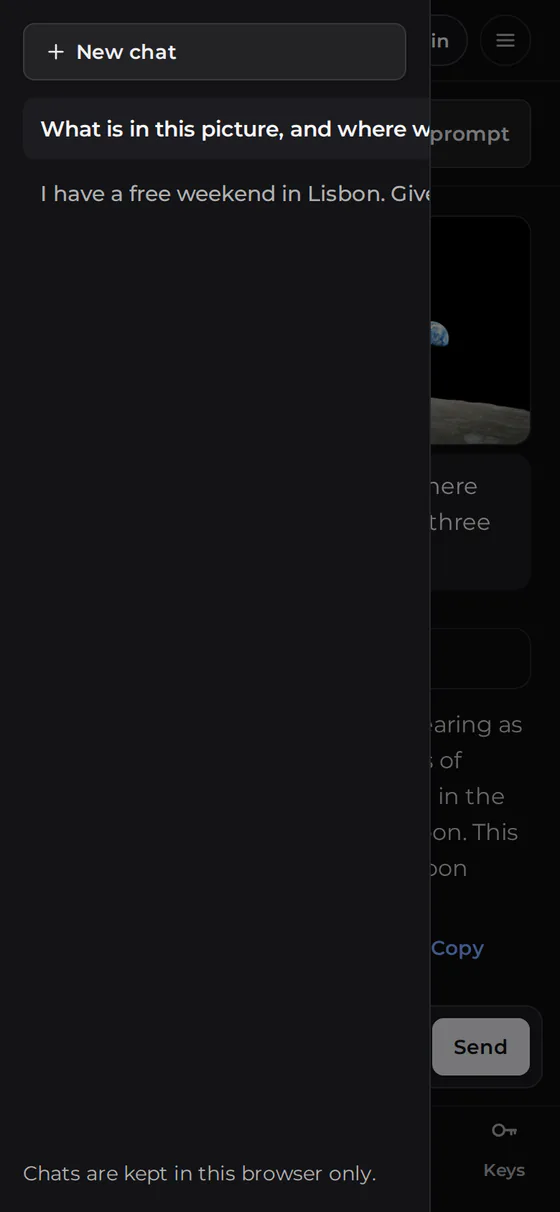 New chat
What is in this picture, and where w
I have a free weekend in Lisbon. Give
in
prompt
here
three
earing as
s of
in the
on. This
oon
Copy
Send
Keys
Chats are kept in this browser only.